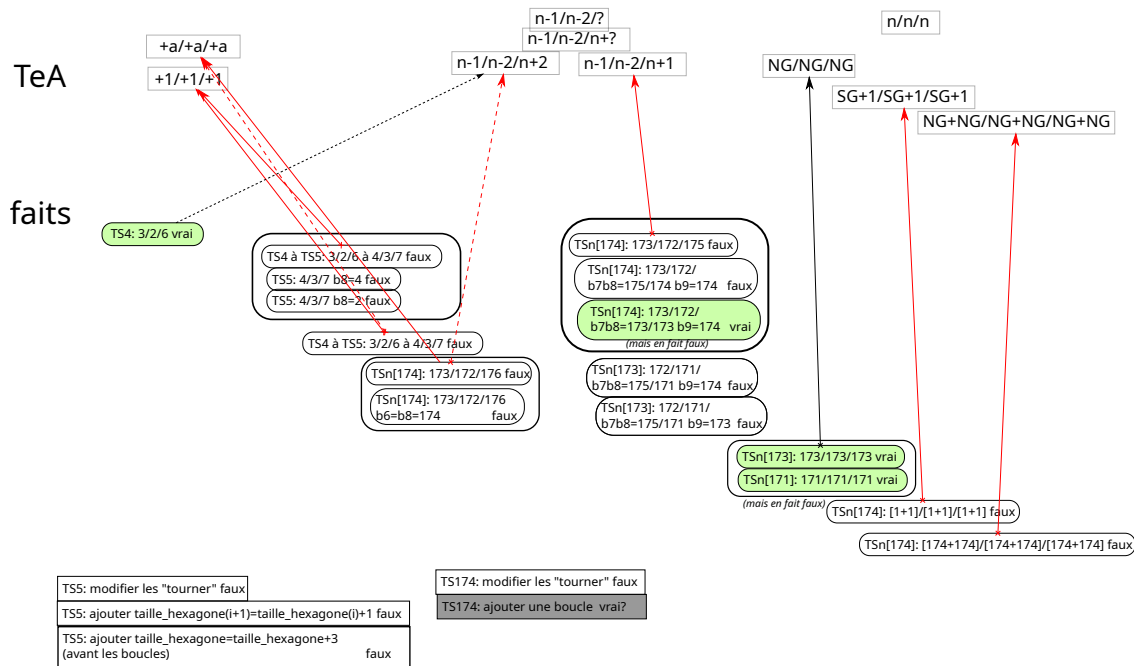 n-1/n-2/?
n/n/n
n-1/n-2/n+?
+a/+a/+a
n-1/n-2/n+2
n-1/n-2/n+1
NG/NG/NG
TeA
+1/+1/+1
SG+1/SG+1/SG+1
NG+NG/NG+NG/NG+NG
faits
TS4: 3/2/6 vrai
TS4 à TS5: 3/2/6 à 4/3/7 faux
TS5: 4/3/7 b8=4 faux
TS5: 4/3/7 b8=2 faux
TS4 à TS5: 3/2/6 à 4/3/7 faux
TSn[174]: 173/172/176 faux
TSn[174]: 173/172/176
b6=b8=174 faux
TSn[174]: 173/172/175 faux
TSn[174]: 173/172/
b7b8=175/174 b9=174 faux
TSn[174]: 173/172/
b7b8=173/173 b9=174 vrai
(mais en fait faux)
TSn[173]: 172/171/
b7b8=175/171 b9=174 faux
TSn[173]: 172/171/
b7b8=175/171 b9=173 faux
TSn[173]: 173/173/173 vrai
TSn[171]: 171/171/171 vrai
(mais en fait faux)
TSn[174]: [1+1]/[1+1]/[1+1] faux
TSn[174]: [174+174]/[174+174]/[174+174] faux
TS5: modifier les "tourner" faux
TS5: ajouter taille_hexagone(i+1)=taille_hexagone(i)+1 faux
TS5: ajouter taille_hexagone=taille_hexagone+3
(avant les boucles) faux
TS174: modifier les "tourner" faux
TS174: ajouter une boucle vrai?